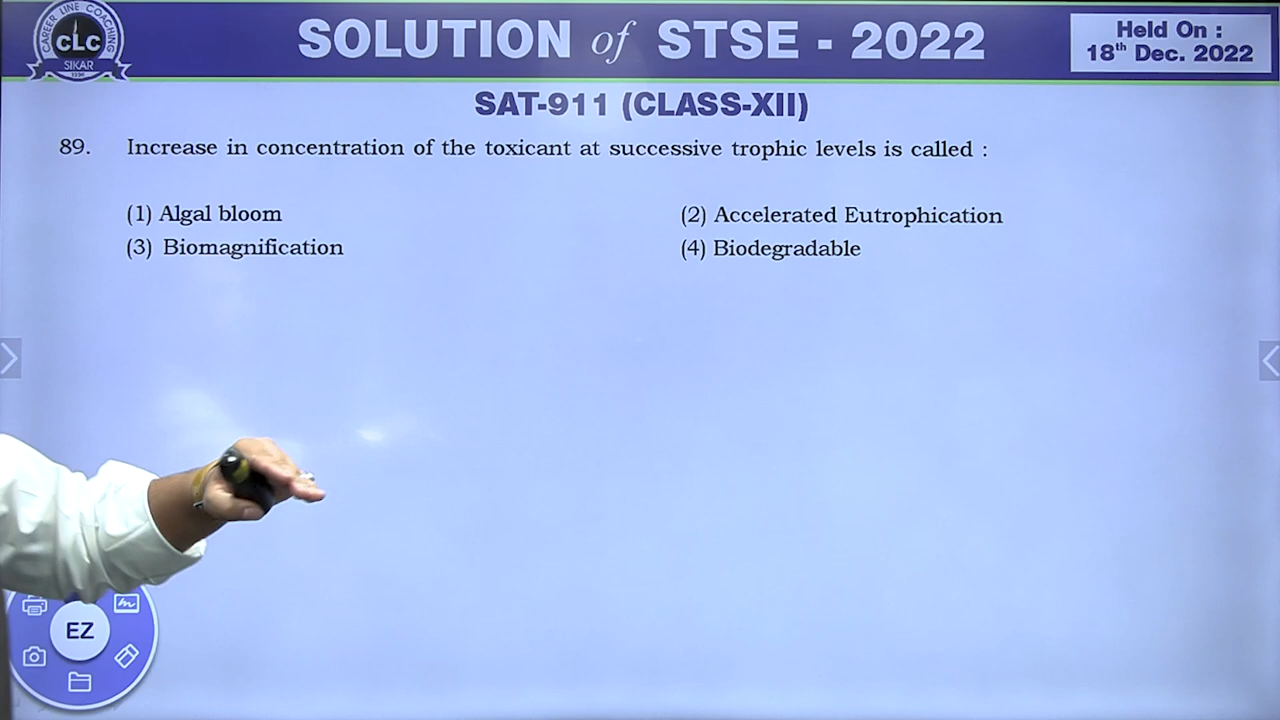 CAREER LINE COACHING
CLC
SIKAR
1996
SOLUTION of STSE - 2022
Held On :
18th Dec. 2022
SAT-911 (CLASS-XII)
89. Increase in concentration of the toxicant at successive trophic levels is called :
(1) Algal bloom (2) Accelerated Eutrophication
(3) Biomagnification (4) Biodegradable
EZ